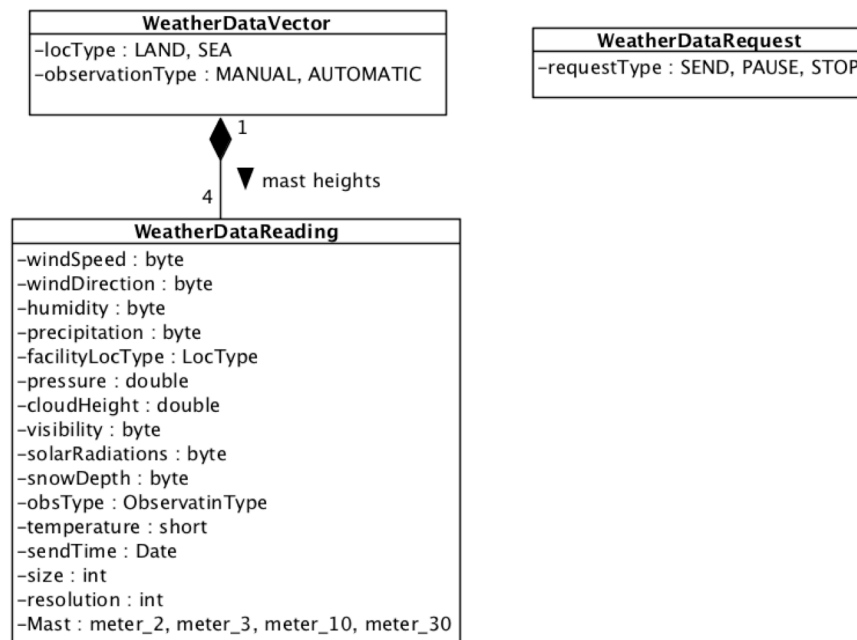 WeatherDataVector
-locType : LAND, SEA
-observationType : MANUAL, AUTOMATIC
WeatherDataRequest
-requestType : SEND, PAUSE, STOP
1
mast heights
4
WeatherDataReading
-windSpeed : byte
-windDirection : byte
-humidity : byte
-precipitation : byte
-facilityLocType : LocType
-pressure : double
-cloudHeight : double
-visibility : byte
-solarRadiations : byte
-snowDepth : byte
-obsType : ObservatinType
-temperature : short
-sendTime : Date
-size : int
-resolution : int
-Mast : meter_2, meter_3, meter_10, meter_30